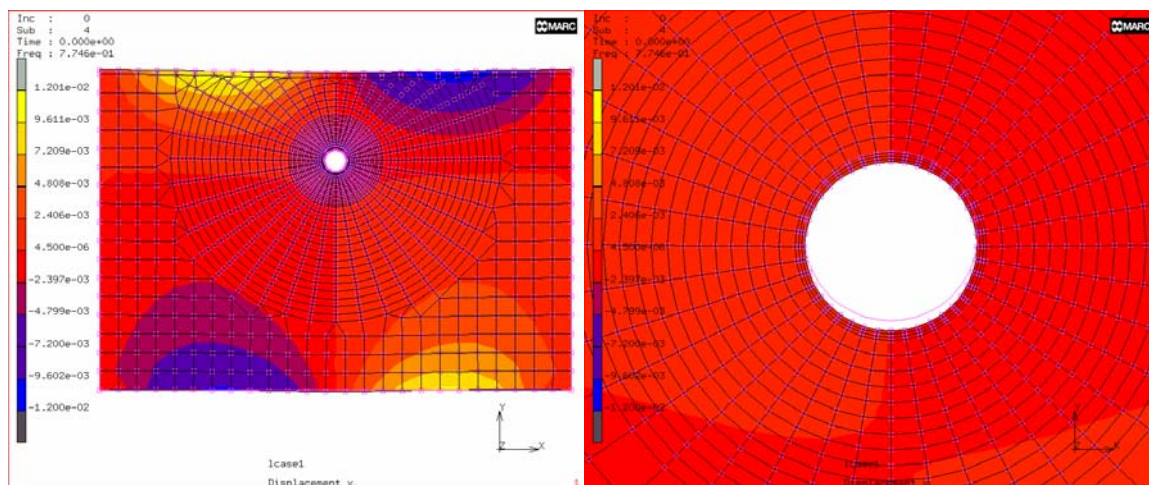 Inc : 0
Sub : 4
Time : 0.000e+00
Freq : 7.746e-01
MARC
1.201e-02
9.611e-03
7.209e-03
4.808e-03
2.406e-03
4.500e-06
-2.397e-03
-4.799e-03
-7.200e-03
-9.602e-03
-1.200e-02
Y
Z X
lcase1
Displacement y
Inc : 0
Sub : 4
Time : 0.000e+00
Freq : 7.746e-01
MARC
1.201e-02
9.611e-03
7.209e-03
4.808e-03
2.406e-03
4.500e-06
-2.397e-03
-4.799e-03
-7.200e-03
-9.602e-03
-1.200e-02
Y
Z X
lcase1